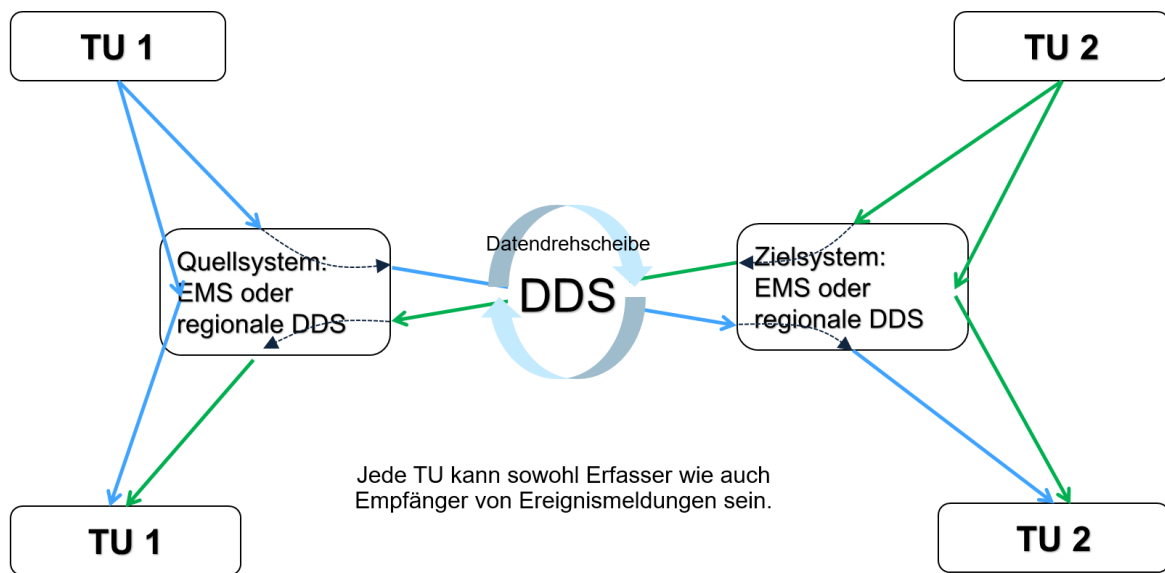 TU 1
TU 2
Datendrehscheibe
DDS
Quellsystem:
EMS oder
regionale DDS
Zielsystem:
EMS oder
regionale DDS
Jede TU kann sowohl Erfasser wie auch
Empfänger von Ereignismeldungen sein.
TU 1
TU 2